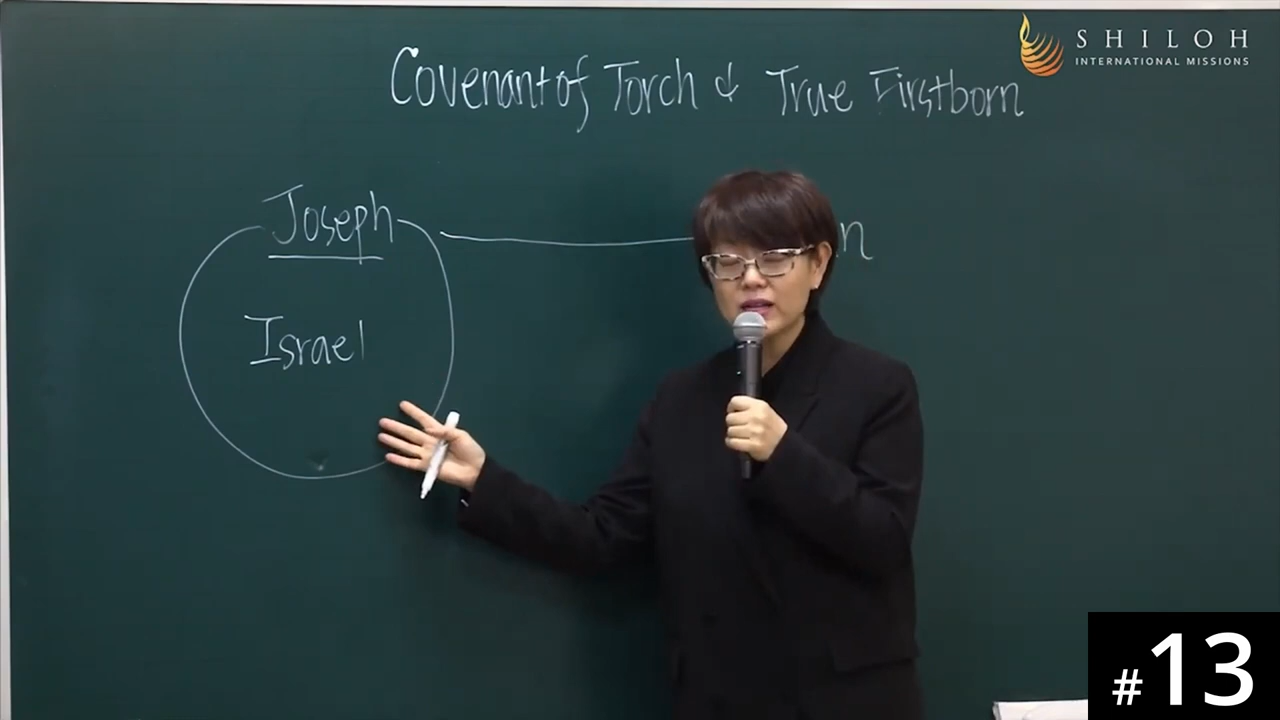 SHILOH
INTERNATIONAL MISSIONS
Covenant of Torch & True Firstborn
Joseph
Israel
#13